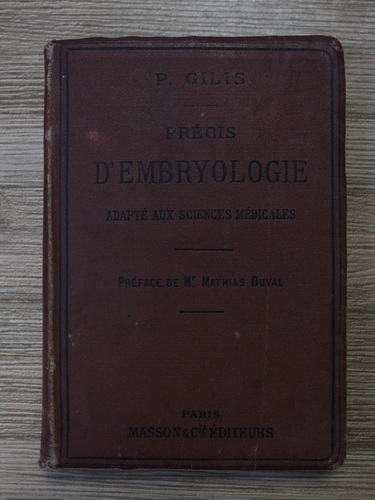 P. GILIS
PRÉCIS
D'EMBRYOLOGIE
ADAPTÉ AUX SCIENCES MÉDICALES
PRÉFACE DE Mr MATHIAS DUVAL
PARIS
MASSON & Cie ÉDITEURS